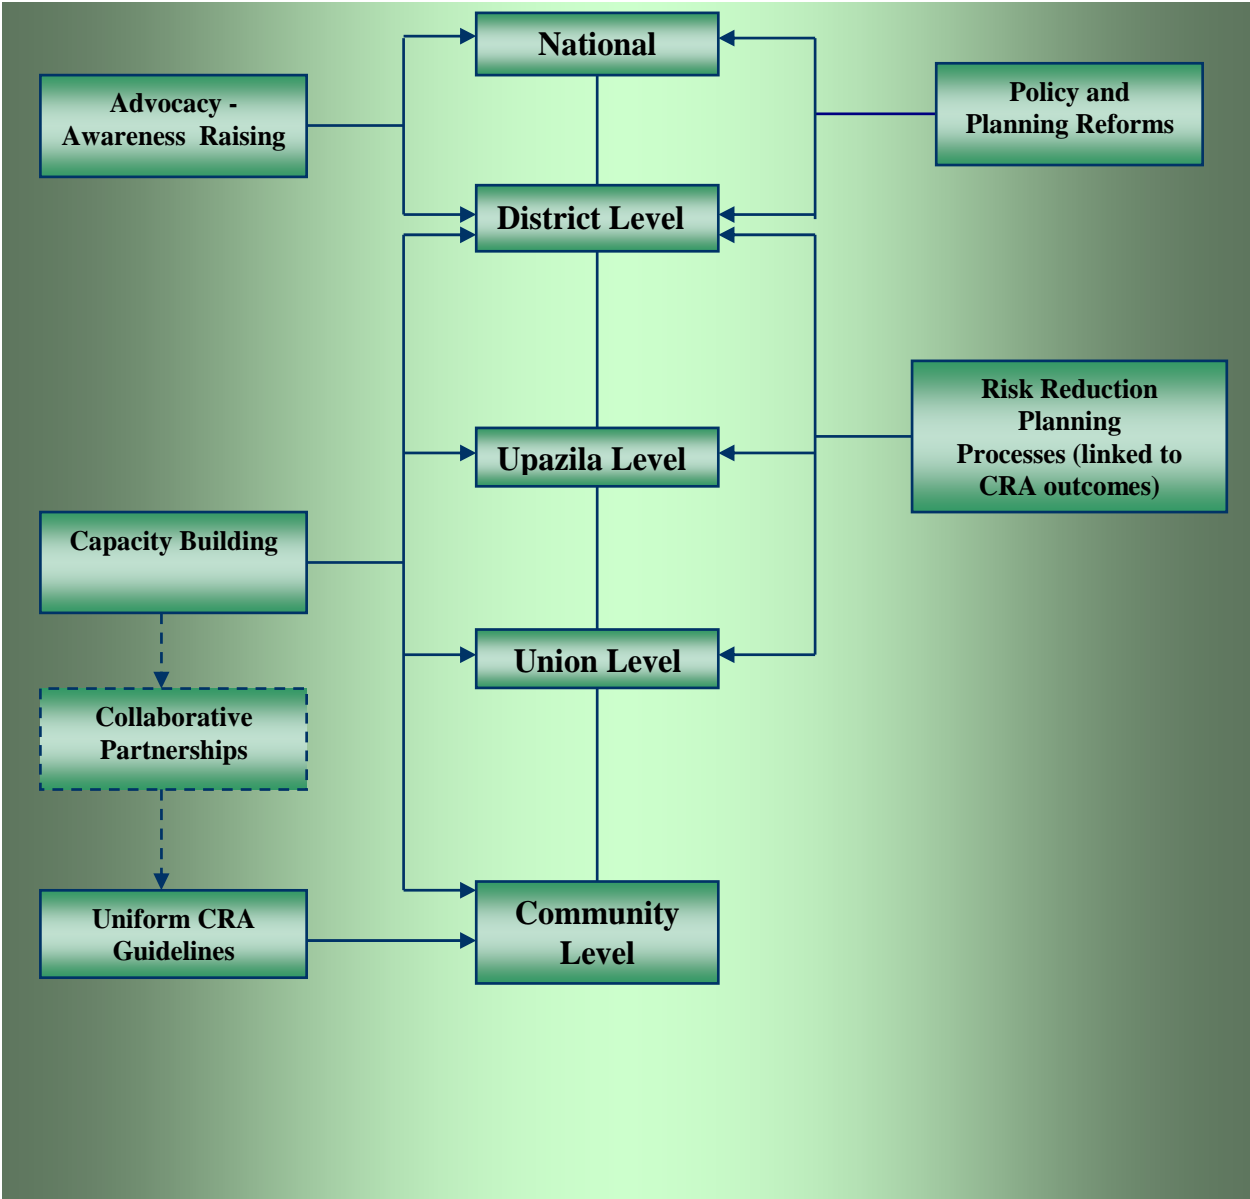 National
Advocacy -
Awareness Raising
Policy and
Planning Reforms
District Level
Risk Reduction
Planning
Processes (linked to
CRA outcomes)
Upazila Level
Capacity Building
Union Level
Collaborative
Partnerships
Uniform CRA
Guidelines
Community
Level